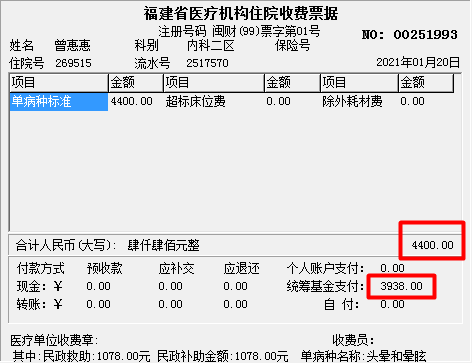 福建省医疗机构住院收费票据
注册号码 闽财(99)票字第01号
NO: 00251993
姓名 曾惠惠 科别 内科二区 保险号
住院号 269515 流水号 2517570 2021年01月20日
项目 金额 项目 金额 项目 金额
单病种标准 4400.00 超标床位费 0.00 除外耗材费 0.00
合计人民币(大写): 肆仟肆佰元整 4400.00
付款方式 预收款 应补交 应退还 个人账户支付: 0.00
现金:￥ 0.00 0.00 0.00 统筹基金支付: 3938.00
转账:￥ 0.00 0.00 0.00 自 付: 0.00
医疗单位收费章: 收费员:
其中:民政救助:1078.00元 民政补助金额:1078.00元 单病种名称:头晕和晕眩